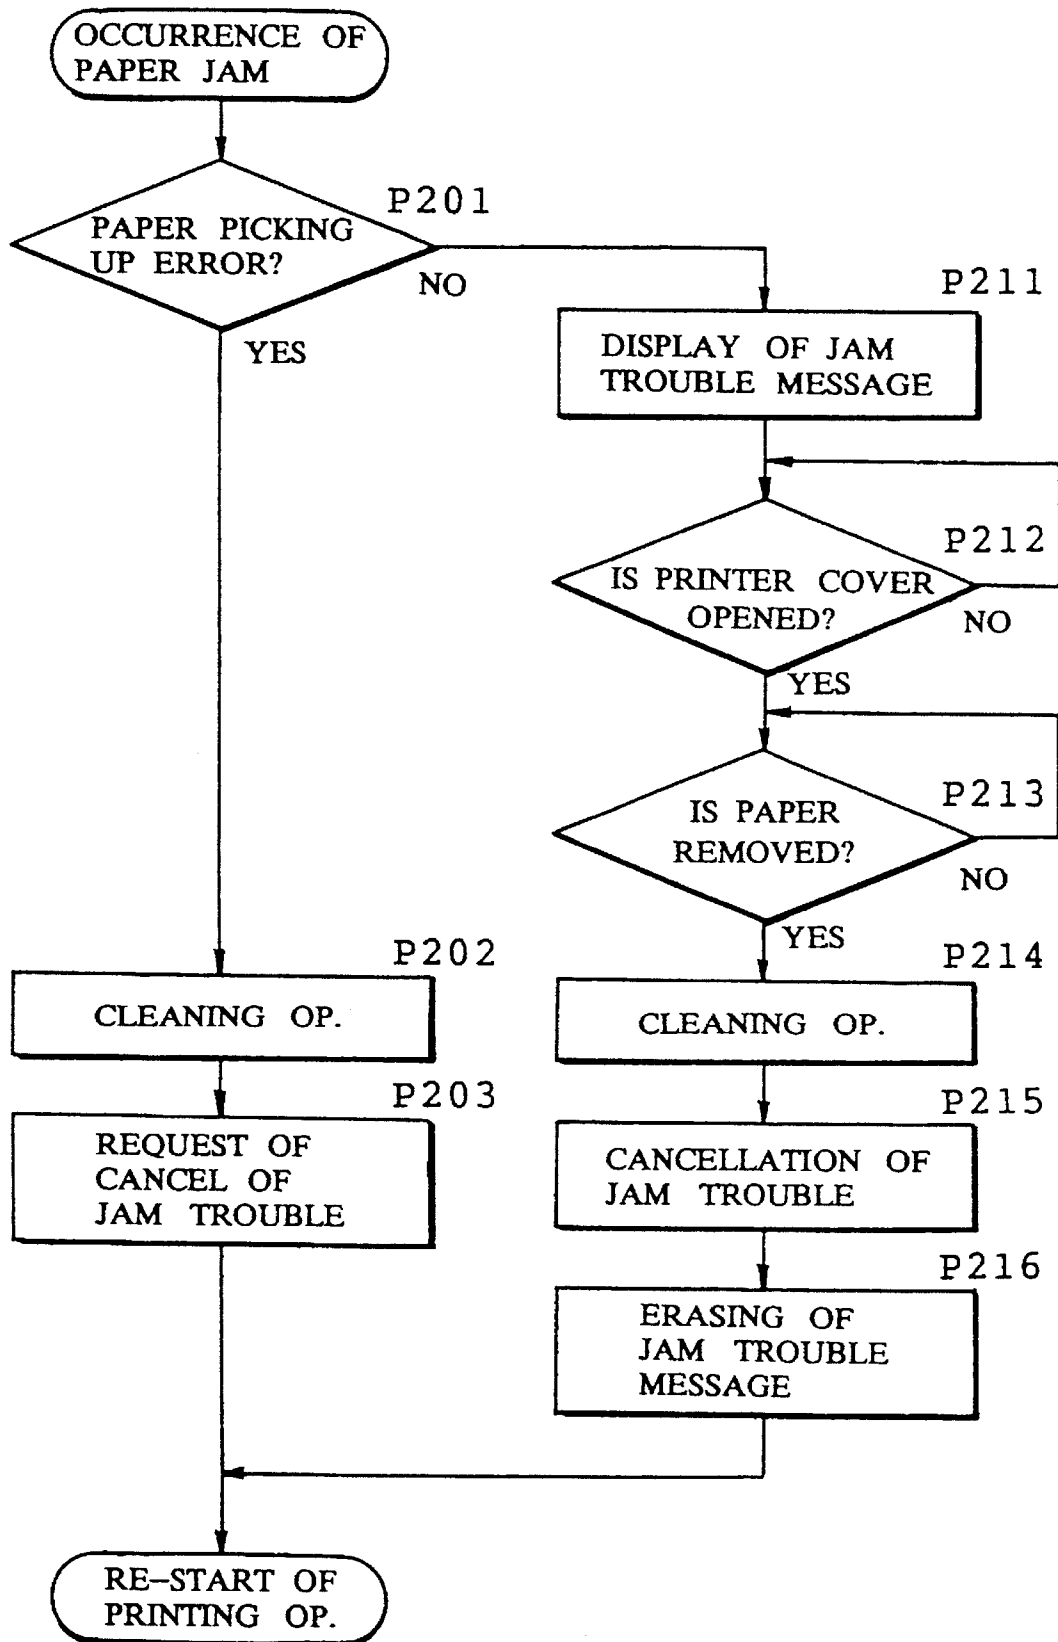 OCCURRENCE OF
PAPER JAM
P201
PAPER PICKING
UP ERROR?
NO
YES
P211
DISPLAY OF JAM
TROUBLE MESSAGE
P212
IS PRINTER COVER
OPENED?
NO
YES
P213
IS PAPER
REMOVED?
NO
YES
P202
CLEANING OP.
P203
REQUEST OF
CANCEL OF
JAM TROUBLE
P214
CLEANING OP.
P215
CANCELLATION OF
JAM TROUBLE
P216
ERASING OF
JAM TROUBLE
MESSAGE
RE-START OF
PRINTING OP.